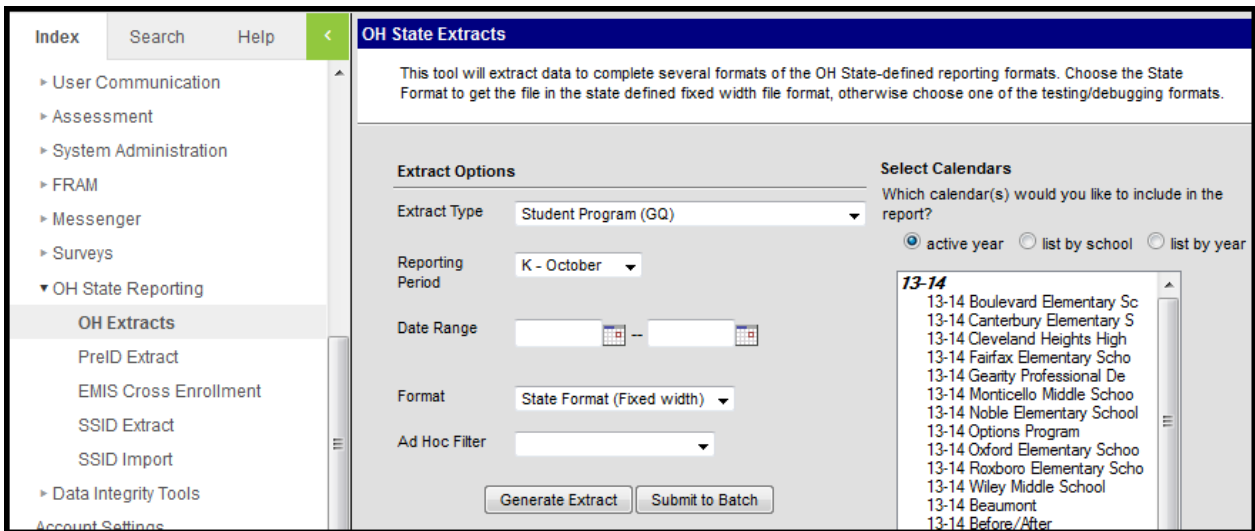 Index Search Help <
User Communication
Assessment
System Administration
FRAM
Messenger
Surveys
OH State Reporting
OH Extracts
PreID Extract
EMIS Cross Enrollment
SSID Extract
SSID Import
Data Integrity Tools
Account Settings
OH State Extracts
This tool will extract data to complete several formats of the OH State-defined reporting formats. Choose the State
Format to get the file in the state defined fixed width file format, otherwise choose one of the testing/debugging formats.
Extract Options
Extract Type Student Program (GQ)
Reporting K - October
Period
Date Range --
Format State Format (Fixed width)
Ad Hoc Filter
Generate Extract Submit to Batch
Select Calendars
Which calendar(s) would you like to include in the
report?
active year list by school list by year
13-14
13-14 Boulevard Elementary Sc
13-14 Canterbury Elementary S
13-14 Cleveland Heights High
13-14 Fairfax Elementary Scho
13-14 Gearity Professional De
13-14 Monticello Middle Schoo
13-14 Noble Elementary School
13-14 Options Program
13-14 Oxford Elementary Schoo
13-14 Roxboro Elementary Scho
13-14 Wiley Middle School
13-14 Beaumont
13-14 Before/After